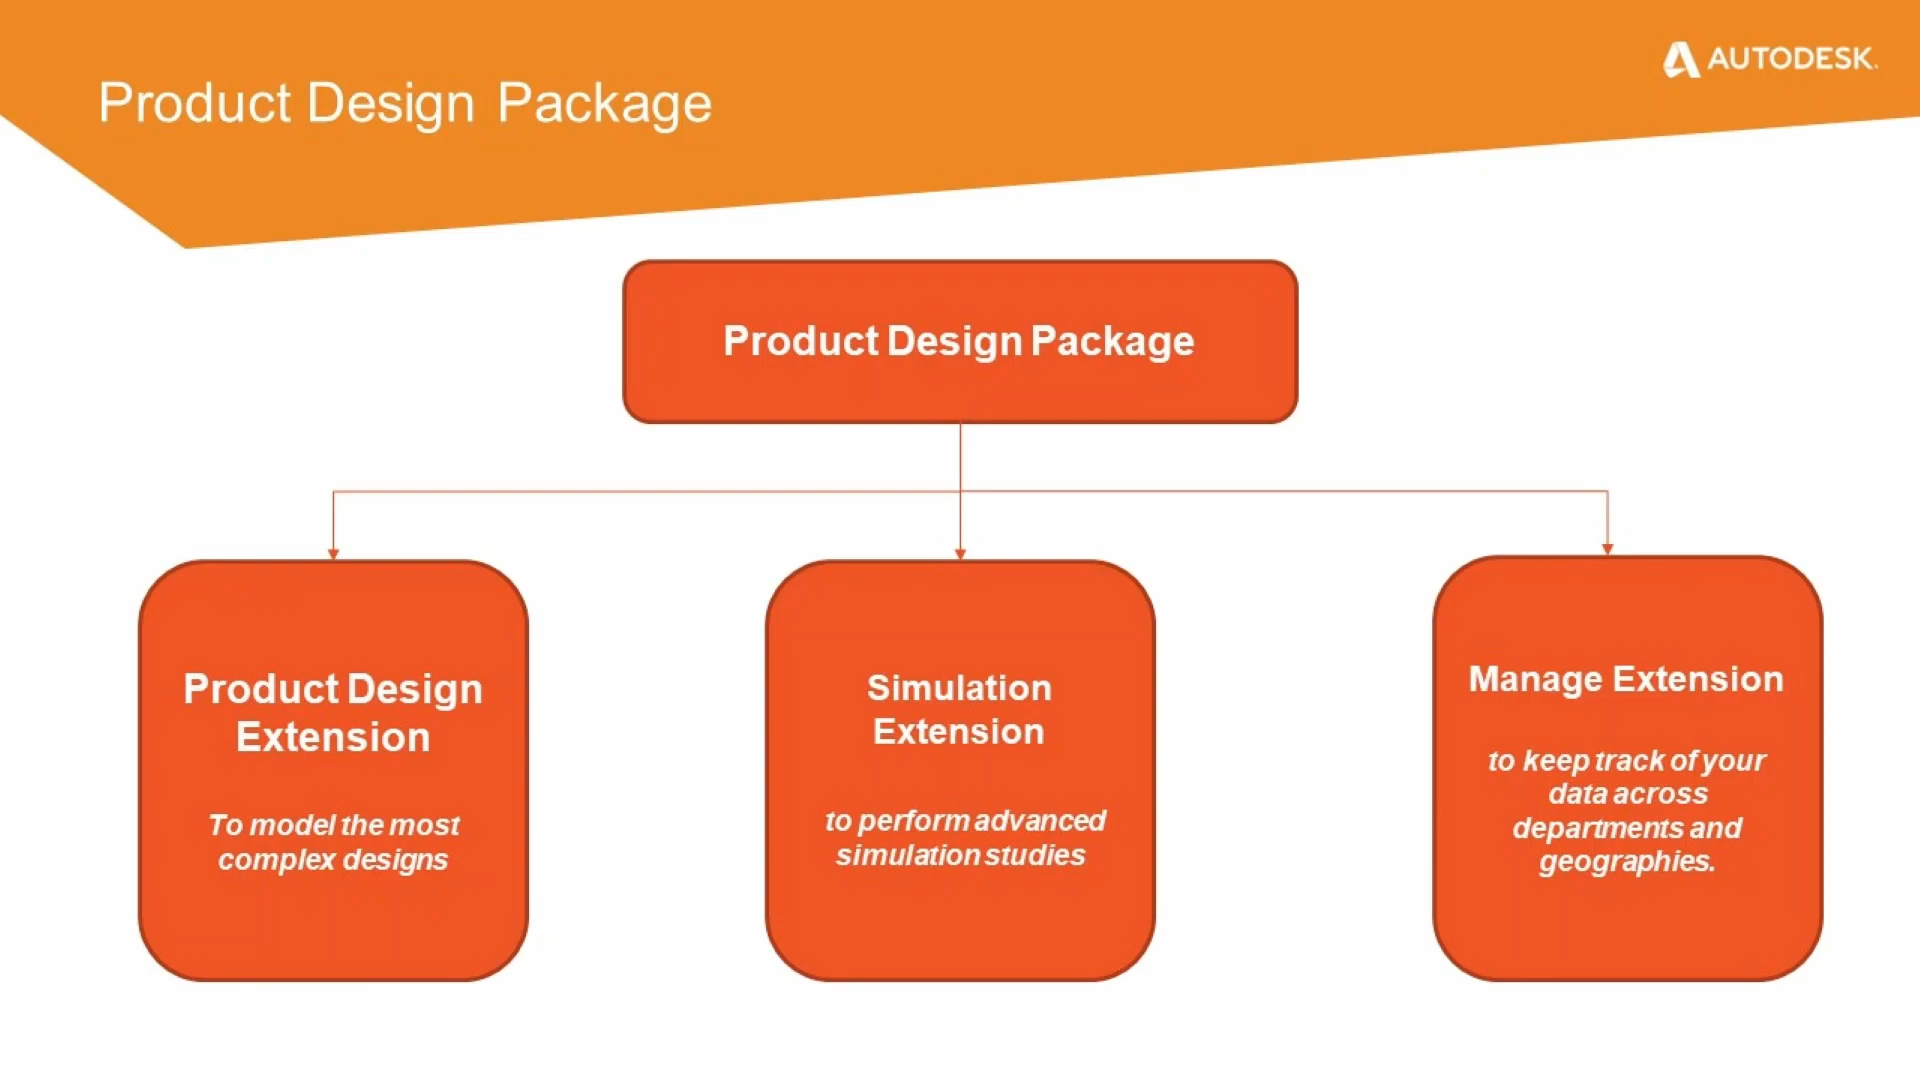 AUTODESK.
Product Design Package
Product Design Package
Product Design
Extension
To model the most
complex designs
Simulation
Extension
to perform advanced
simulation studies
Manage Extension
to keep track of your
data across
departments and
geographies.